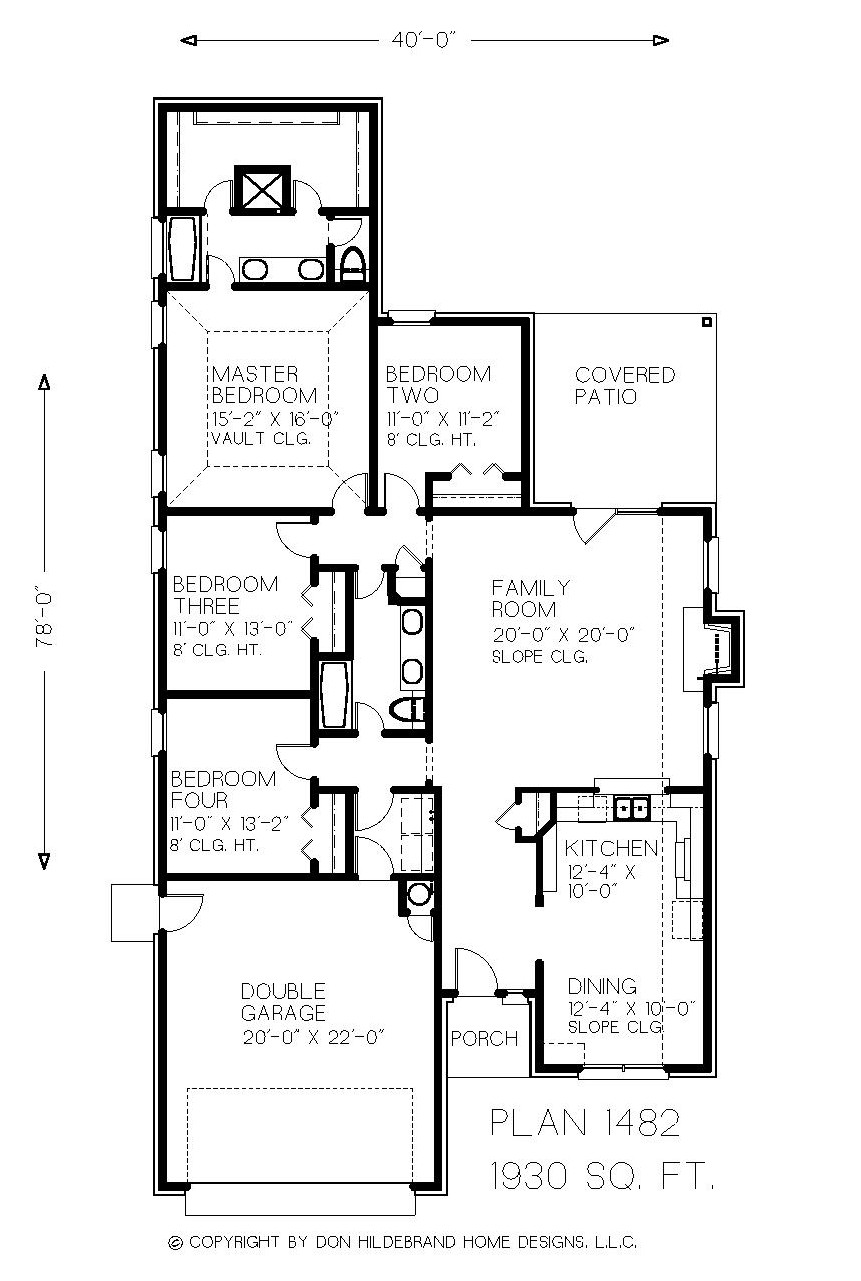 40'-0"
MASTER
BEDROOM
15'-2" X 16'-0"
VAULT CLG.
BEDROOM
TWO
11'-0" X 11'-2"
8' CLG. HT.
COVERED
PATIO
78'-0"
BEDROOM
THREE
11'-0" X 13'-0"
8' CLG. HT.
FAMILY
ROOM
20'-0" X 20'-0"
SLOPE CLG.
BEDROOM
FOUR
11'-0" X 13'-2"
8' CLG. HT.
KITCHEN
12'-4" X
10'-0"
DOUBLE
GARAGE
20'-0" X 22'-0"
DINING
12'-4" X 10'-0"
SLOPE CLG.
PORCH
PLAN 1482
1930 SQ. FT.
© COPYRIGHT BY DON HILDEBRAND HOME DESIGNS, L.L.C.